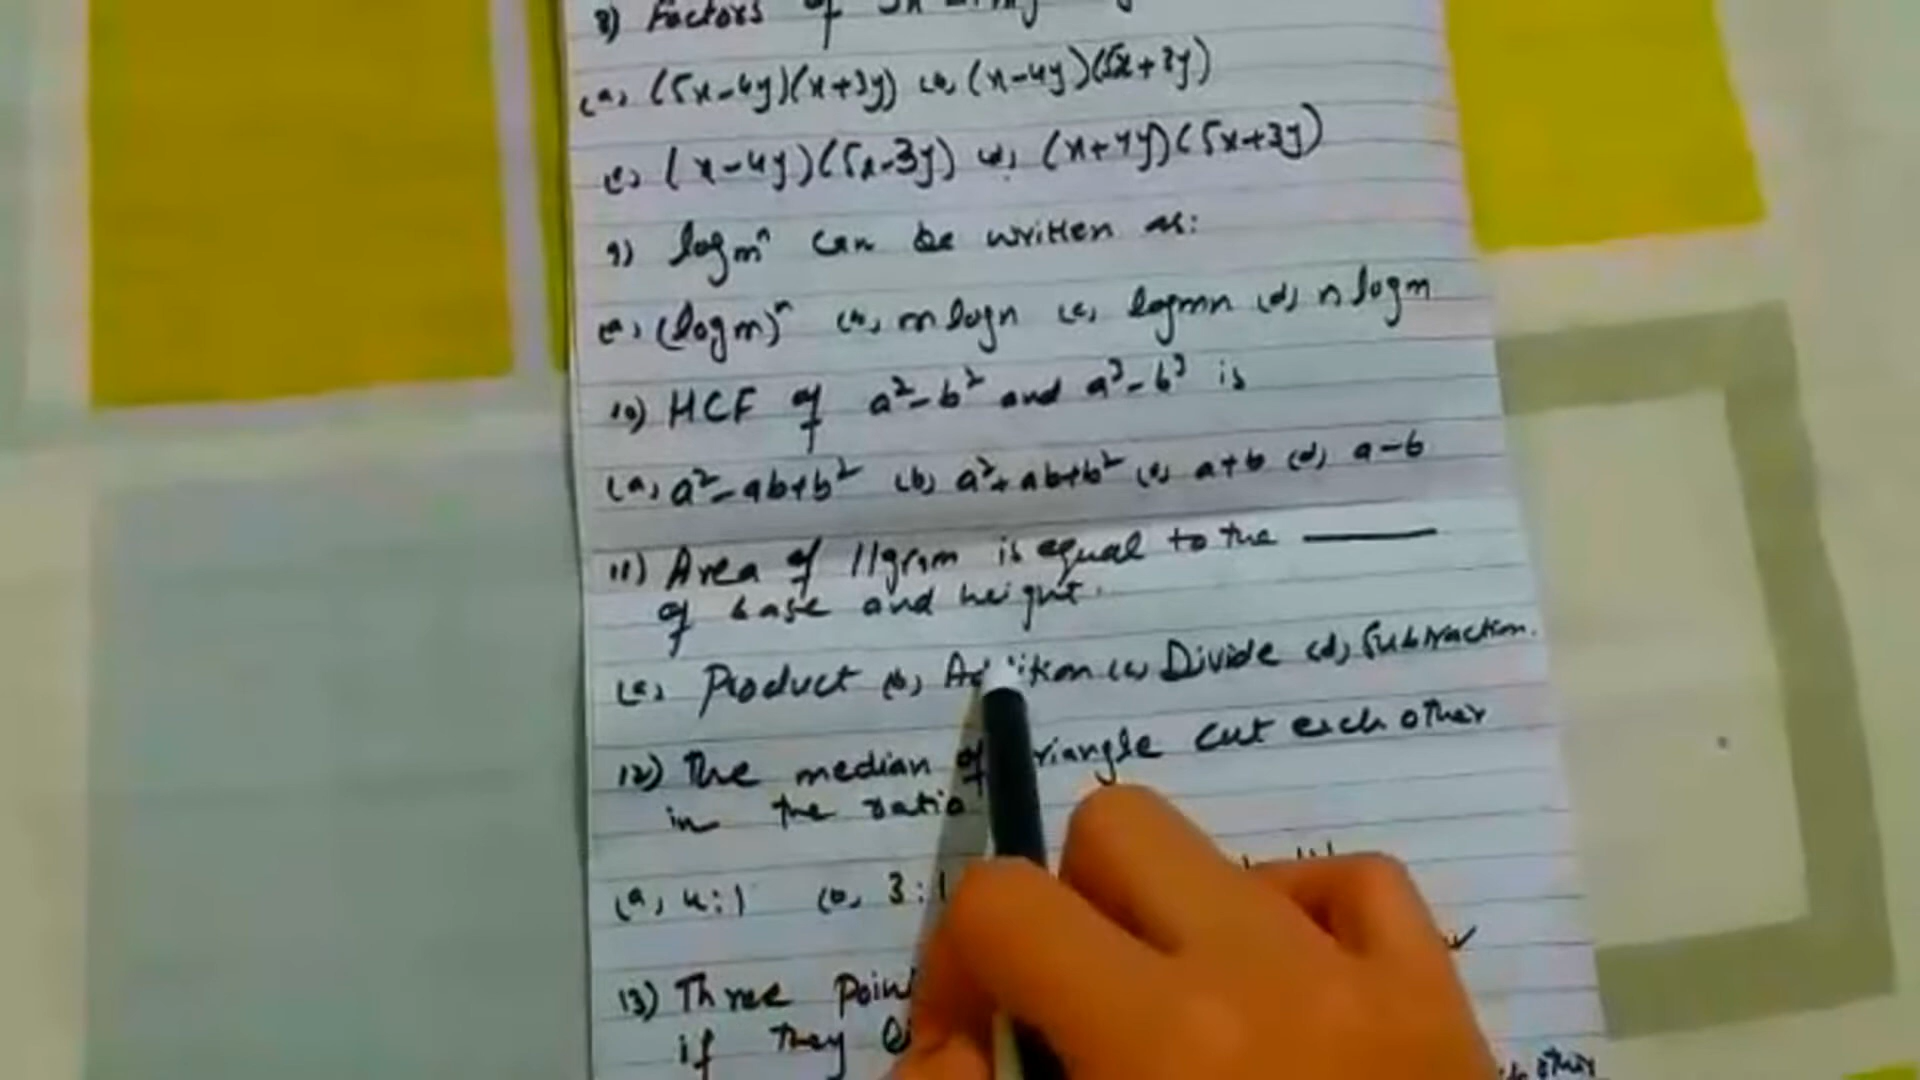 8) Factors of
(a) (5x-4y)(x+3y) (b) (x-4y)(5x+3y)
(c) (x-4y)(5x-3y) (d) (x+4y)(5x+3y)
9) log mⁿ can be written as:
(a) (log m)ⁿ (b) m log n (c) log mn (d) n log m
10) HCF of a²-b² and a³-b³ is
(a) a²-ab+b² (b) a²+ab+b² (c) a+b (d) a-b
11) Area of ||gram is equal to the ———
of base and height.
(a) Product (b) Addition (c) Divide (d) Subtraction.
12) The median of triangle cut each other
in the ratio
(a) 4:1 (b) 3:1
13) Three
if they
other